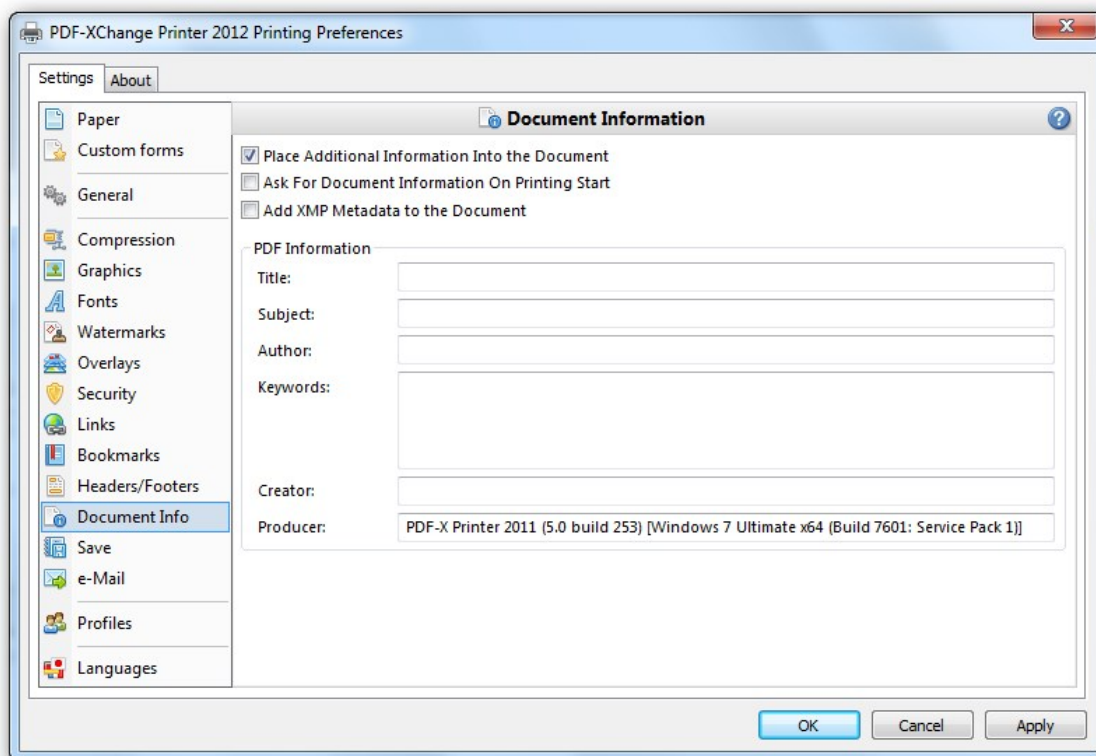 PDF-XChange Printer 2012 Printing Preferences
Settings
About
Paper
Custom forms
General
Compression
Graphics
Fonts
Watermarks
Overlays
Security
Links
Bookmarks
Headers/Footers
Document Info
Save
e-Mail
Profiles
Languages
Document Information
Place Additional Information Into the Document
Ask For Document Information On Printing Start
Add XMP Metadata to the Document
PDF Information
Title:
Subject:
Author:
Keywords:
Creator:
Producer: PDF-X Printer 2011 (5.0 build 253) [Windows 7 Ultimate x64 (Build 7601: Service Pack 1)]
OK Cancel Apply